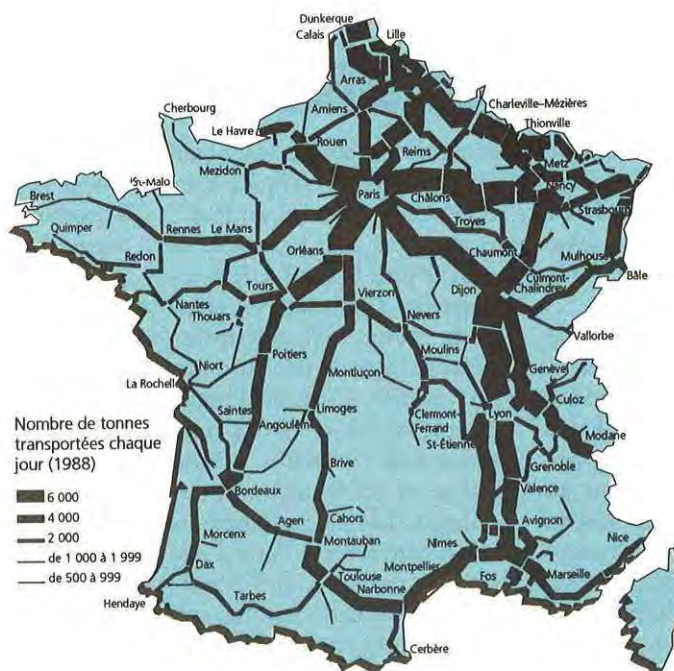 Dunkerque
Calais
Lille
Arras
Cherbourg
Amiens
Charleville–Mézières
Le Havre
Thionville
Rouen
Reims
Metz
Mezidon
St-Malo
Nancy
Brest
Paris
Châlons
Strasbourg
Quimper
Rennes
Le Mans
Troyes
Orléans
Chaumont
Redon
Mulhouse
Culmont-
Chalindrey
Bâle
Tours
Vierzon
Dijon
Nantes
Thouars
Nevers
Vallorbe
Moulins
Poitiers
Niort
Montluçon
Genève
La Rochelle
Culoz
Saintes
Limoges
Clermont-
Ferrand
Lyon
Angoulême
St-Étienne
Modane
Nombre de tonnes
transportées chaque
jour (1988)
Brive
Grenoble
6 000
Bordeaux
Valence
4 000
Cahors
2 000
Agen
Avignon
de 1 000 à 1 999
Morcenx
Montauban
Nîmes
Nice
de 500 à 999
Dax
Montpellier
Toulouse
Fos
Marseille
Narbonne
Hendaye
Tarbes
Cerbère